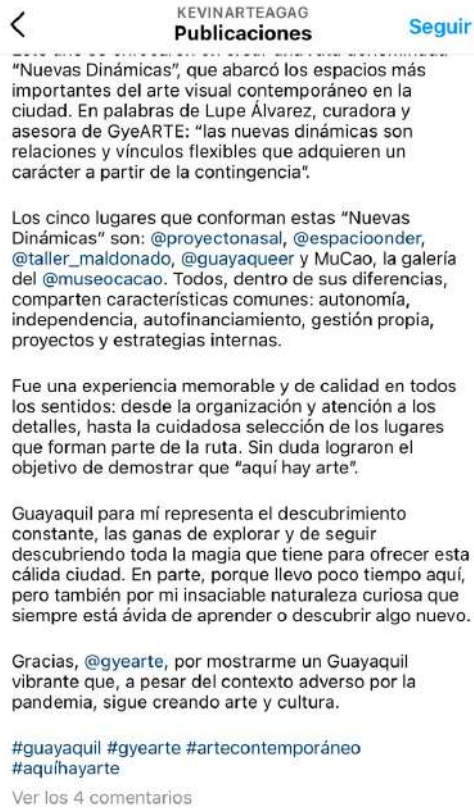 KEVINARTEAGAG
Publicaciones
Seguir
"Nuevas Dinámicas", que abarcó los espacios más
importantes del arte visual contemporáneo en la
ciudad. En palabras de Lupe Álvarez, curadora y
asesora de GyeARTE: "las nuevas dinámicas son
relaciones y vínculos flexibles que adquieren un
carácter a partir de la contingencia".
Los cinco lugares que conforman estas "Nuevas
Dinámicas" son: @proyectonasal, @espacioonder,
@taller_maldonado, @guayaqueer y MuCao, la galería
del @museocacao. Todos, dentro de sus diferencias,
comparten características comunes: autonomía,
independencia, autofinanciamiento, gestión propia,
proyectos y estrategias internas.
Fue una experiencia memorable y de calidad en todos
los sentidos: desde la organización y atención a los
detalles, hasta la cuidadosa selección de los lugares
que forman parte de la ruta. Sin duda lograron el
objetivo de demostrar que "aquí hay arte".
Guayaquil para mí representa el descubrimiento
constante, las ganas de explorar y de seguir
descubriendo toda la magia que tiene para ofrecer esta
cálida ciudad. En parte, porque llevo poco tiempo aquí,
pero también por mi insaciable naturaleza curiosa que
siempre está ávida de aprender o descubrir algo nuevo.
Gracias, @gyearte, por mostrarme un Guayaquil
vibrante que, a pesar del contexto adverso por la
pandemia, sigue creando arte y cultura.
#guayaquil #gyearte #artecontemporáneo
#aquíhayarte
Ver los 4 comentarios